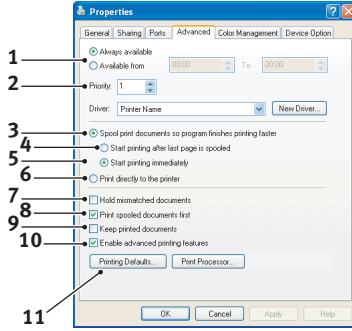 Properties
General Sharing Ports Advanced Color Management Device Option
1 Always available
Available from 00:00 To 00:00
2 Priority: 1
Driver: Printer Name New Driver...
3 Spool print documents so program finishes printing faster
4 Start printing after last page is spooled
5 Start printing immediately
6 Print directly to the printer
7 Hold mismatched documents
8 Print spooled documents first
9 Keep printed documents
10 Enable advanced printing features
Printing Defaults... Print Processor...
11
OK Cancel Apply Help